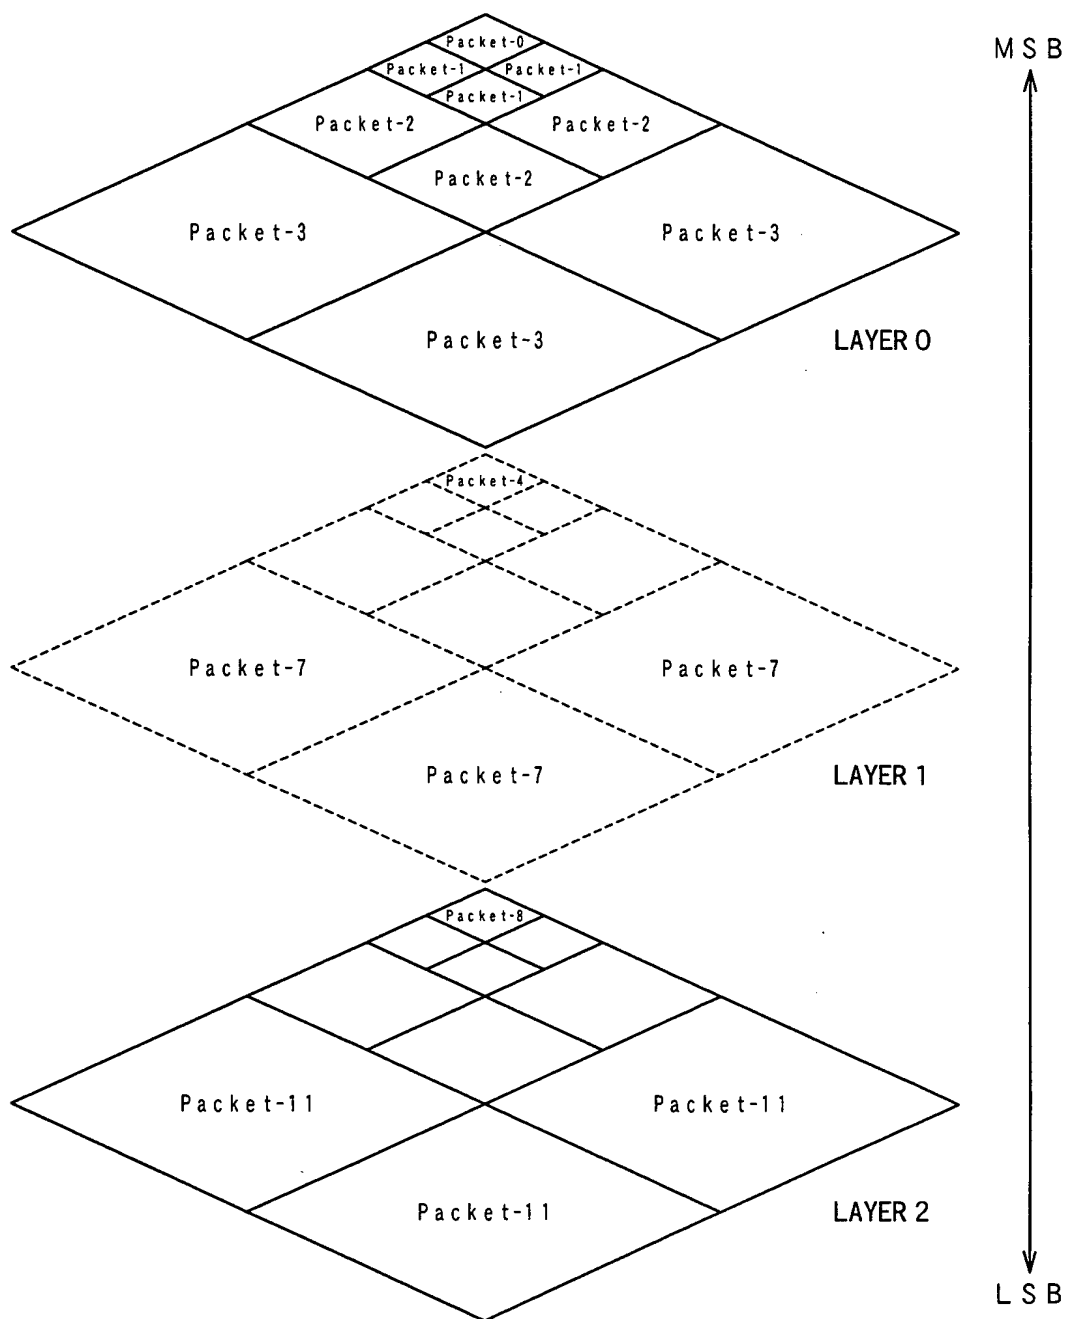 Packet-0
MSB
Packet-1 Packet-1
Packet-1
Packet-2 Packet-2
Packet-2
Packet-3 Packet-3
Packet-3
LAYER 0
Packet-4
Packet-7 Packet-7
Packet-7
LAYER 1
Packet-8
Packet-11 Packet-11
Packet-11
LAYER 2
LSB